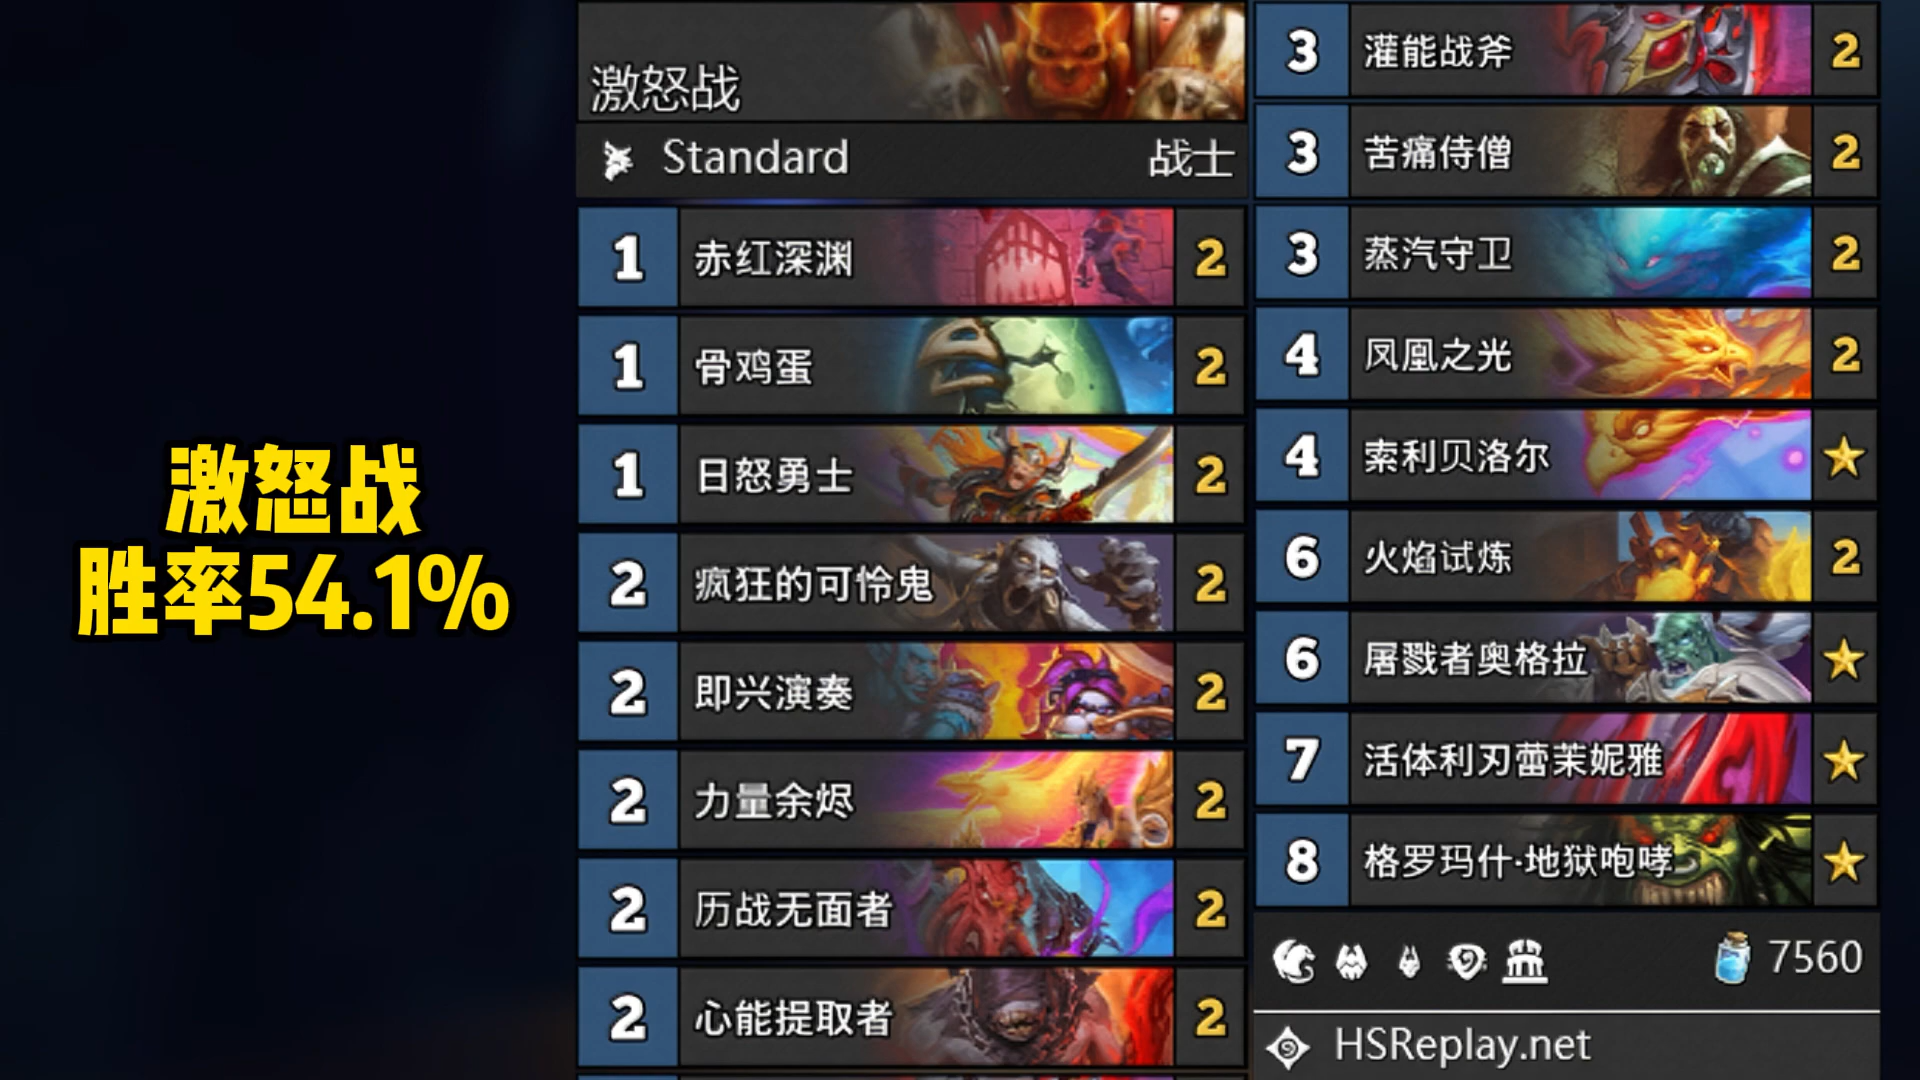 激怒战
胜率54.1%
激怒战
Standard 战士
1 赤红深渊 2
1 骨鸡蛋 2
1 日怒勇士 2
2 疯狂的可怜鬼 2
2 即兴演奏 2
2 力量余烬 2
2 历战无面者 2
2 心能提取者 2
3 灌能战斧 2
3 苦痛侍僧 2
3 蒸汽守卫 2
4 凤凰之光 2
4 索利贝洛尔
6 火焰试炼 2
6 屠戮者奥格拉
7 活体利刃蕾茉妮雅
8 格罗玛什·地狱咆哮
7560
HSReplay.net